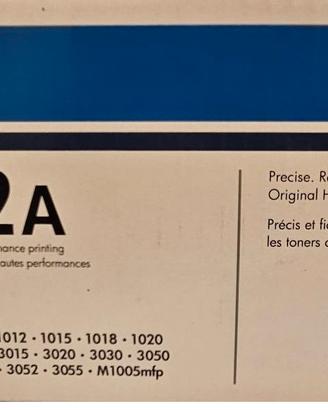 2A
mance printing
autes performances
1012 · 1015 · 1018 · 1020
3015 · 3020 · 3030 · 3050
· 3052 · 3055 · M1005mfp
Precise. R
Original H
Précis et fi
les toners